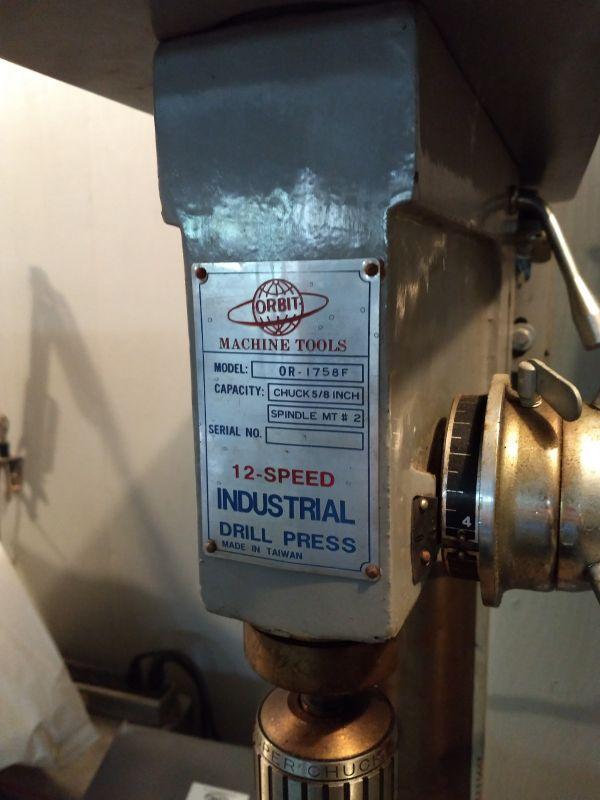 ORBIT
MACHINE TOOLS
MODEL: OR-1758F
CAPACITY: CHUCK 5/8 INCH
SPINDLE MT # 2
SERIAL NO.
12-SPEED
INDUSTRIAL
DRILL PRESS
MADE IN TAIWAN
4
CHUCK